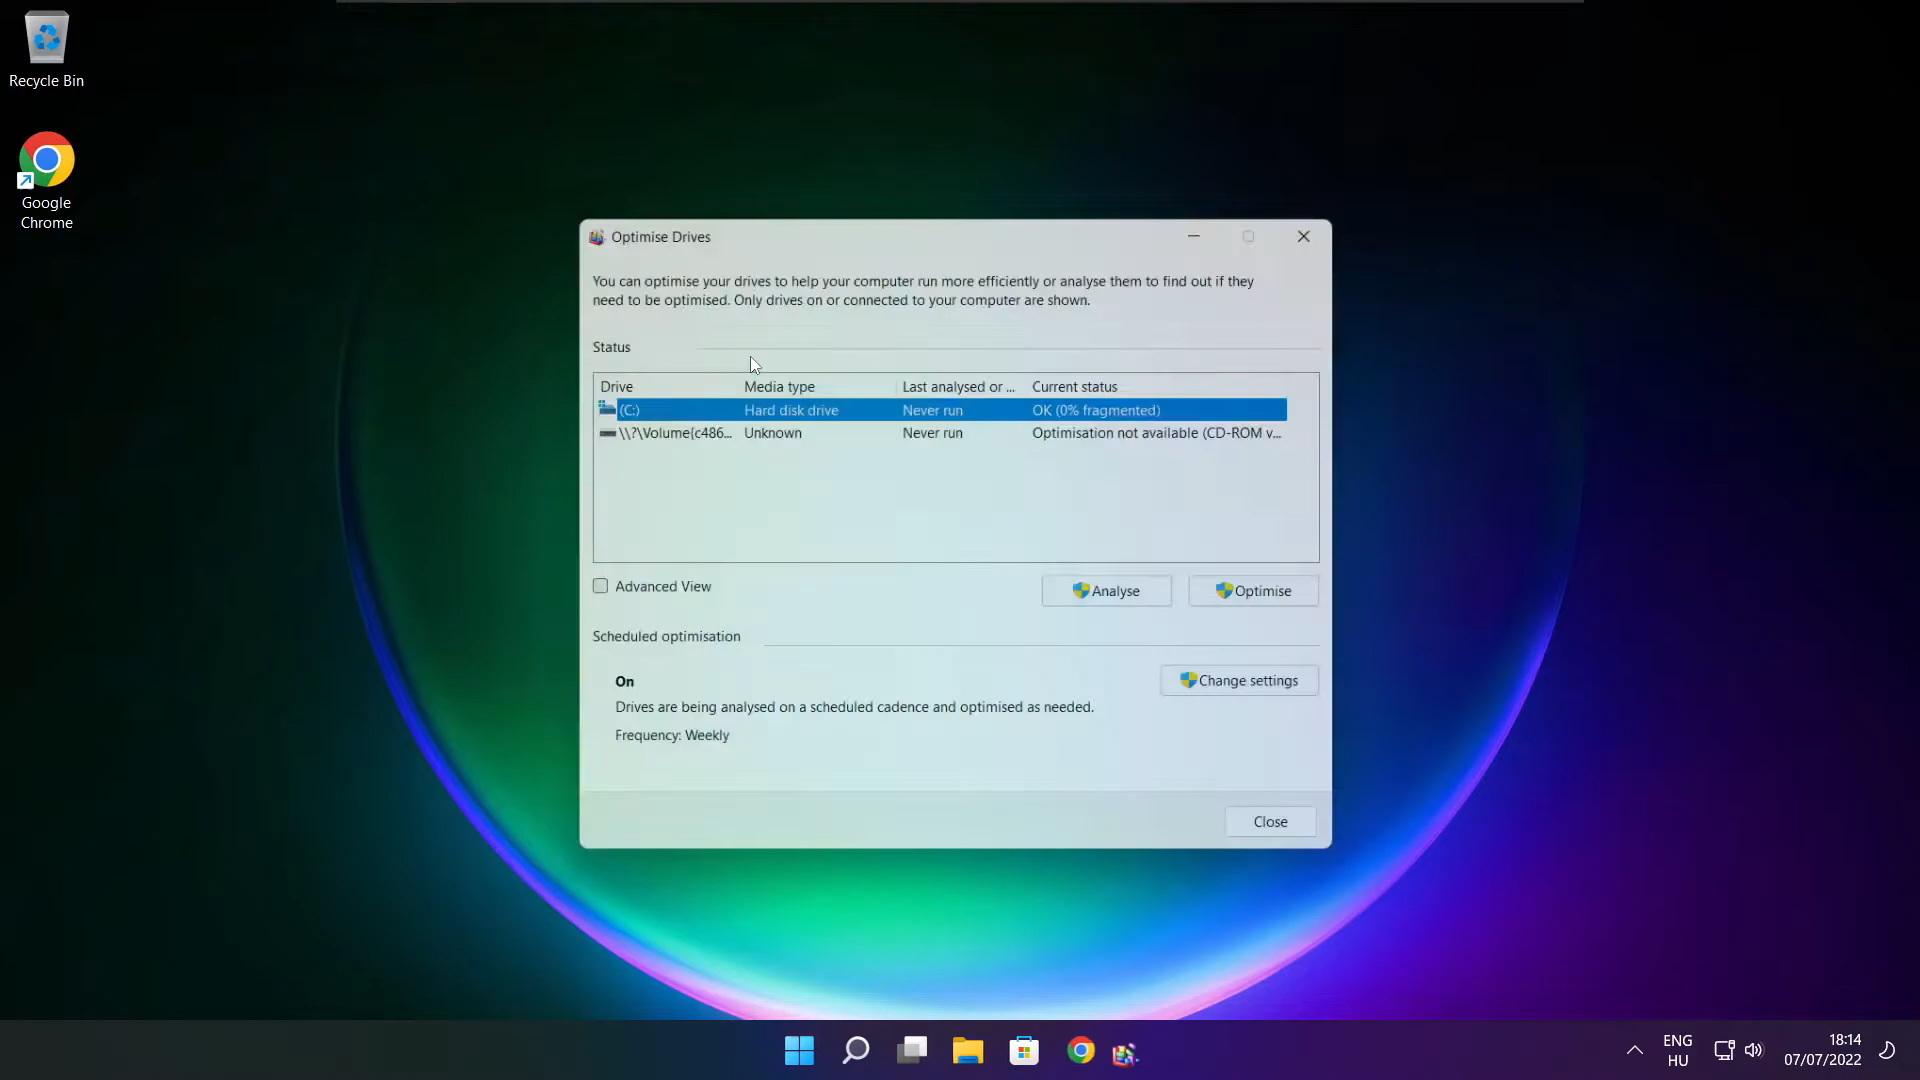 Recycle Bin
Google
Chrome
Optimise Drives
You can optimise your drives to help your computer run more efficiently or analyse them to find out if they
need to be optimised. Only drives on or connected to your computer are shown.
Status
Drive Media type Last analysed or ... Current status
(C:) Hard disk drive Never run OK (0% fragmented)
\\?\Volume{c486... Unknown Never run Optimisation not available (CD-ROM v...
Advanced View
Analyse Optimise
Scheduled optimisation
On
Change settings
Drives are being analysed on a scheduled cadence and optimised as needed.
Frequency: Weekly
Close
ENG
HU
18:14
07/07/2022